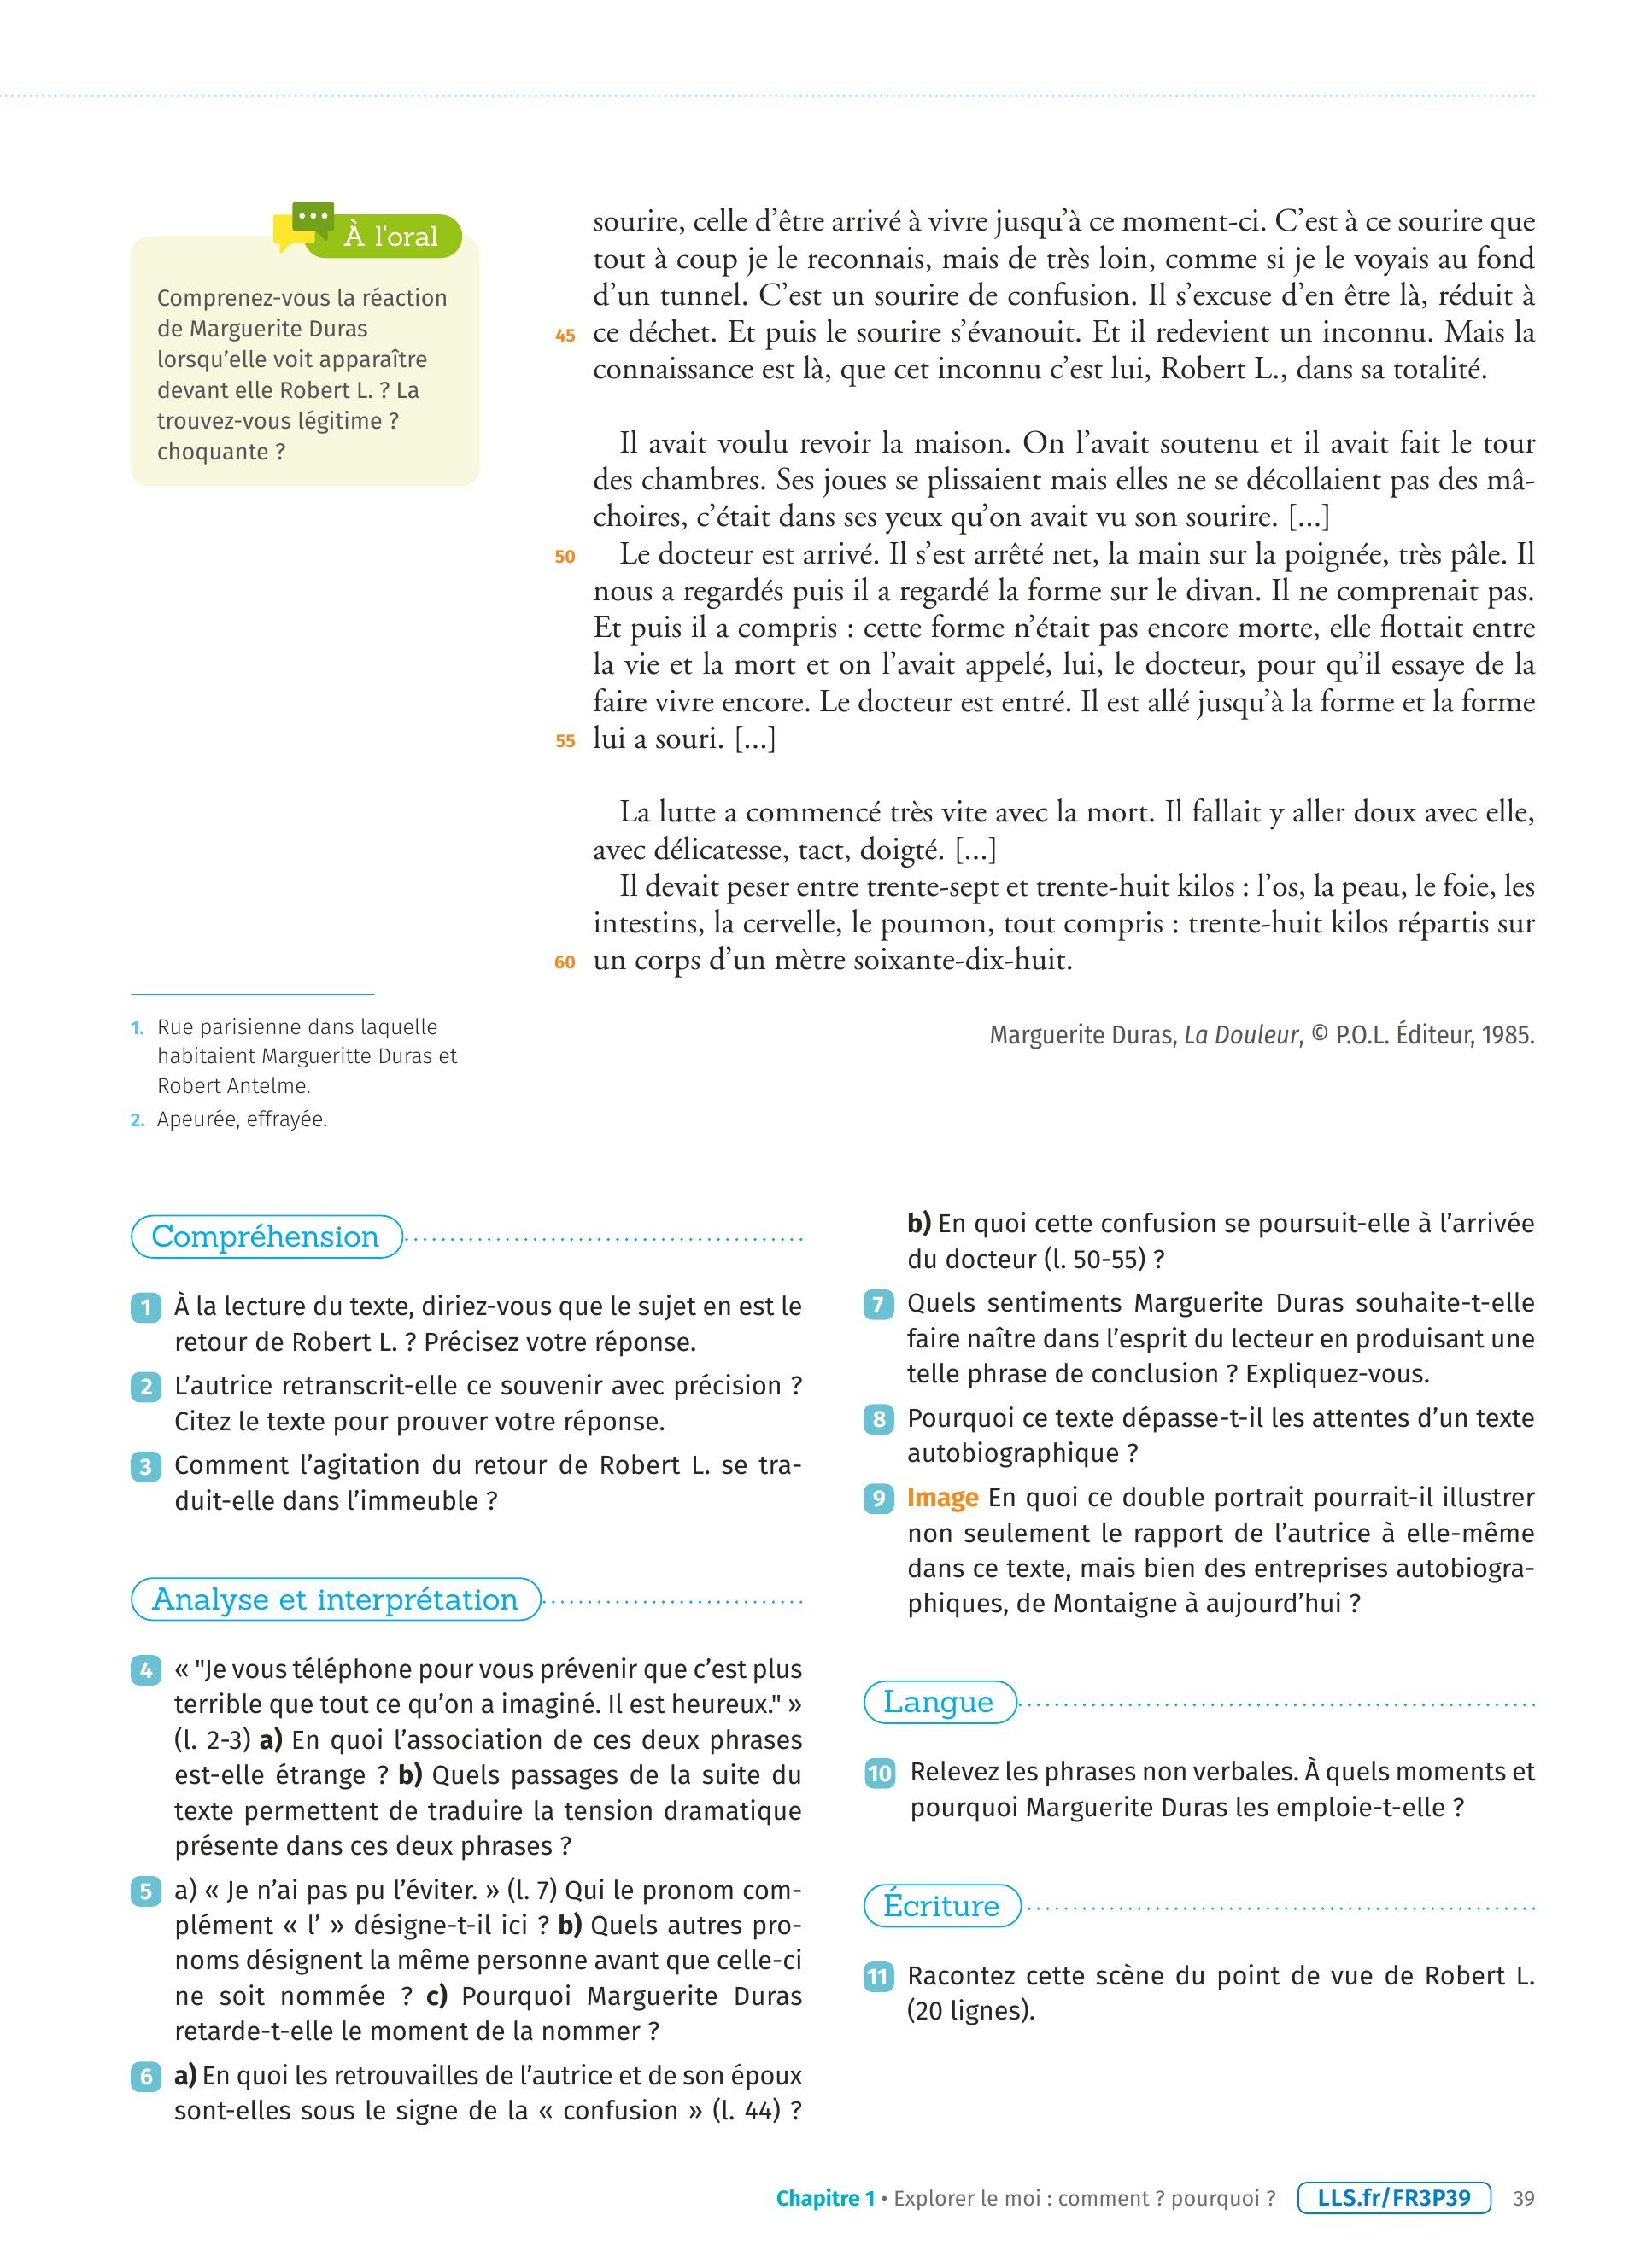 À l'oral
Comprenez-vous la réaction
de Marguerite Duras
lorsqu'elle voit apparaître
devant elle Robert L. ? La
trouvez-vous légitime ?
choquante ?
sourire, celle d'être arrivé à vivre jusqu'à ce moment-ci. C'est à ce sourire que
tout à coup je le reconnais, mais de très loin, comme si je le voyais au fond
d'un tunnel. C'est un sourire de confusion. Il s'excuse d'en être là, réduit à
45 ce déchet. Et puis le sourire s'évanouit. Et il redevient un inconnu. Mais la
connaissance est là, que cet inconnu c'est lui, Robert L., dans sa totalité.
Il avait voulu revoir la maison. On l'avait soutenu et il avait fait le tour
des chambres. Ses joues se plissaient mais elles ne se décollaient pas des mâ-
choires, c'était dans ses yeux qu'on avait vu son sourire. [...]
50 Le docteur est arrivé. Il s'est arrêté net, la main sur la poignée, très pâle. Il
nous a regardés puis il a regardé la forme sur le divan. Il ne comprenait pas.
Et puis il a compris : cette forme n'était pas encore morte, elle flottait entre
la vie et la mort et on l'avait appelé, lui, le docteur, pour qu'il essaye de la
faire vivre encore. Le docteur est entré. Il est allé jusqu'à la forme et la forme
55 lui a souri. [...]
La lutte a commencé très vite avec la mort. Il fallait y aller doux avec elle,
avec délicatesse, tact, doigté. [...]
Il devait peser entre trente-sept et trente-huit kilos : l'os, la peau, le foie, les
intestins, la cervelle, le poumon, tout compris : trente-huit kilos répartis sur
60 un corps d'un mètre soixante-dix-huit.
Marguerite Duras, La Douleur, © P.O.L. Éditeur, 1985.
1. Rue parisienne dans laquelle
habitaient Margueritte Duras et
Robert Antelme.
2. Apeurée, effrayée.
Compréhension
1 À la lecture du texte, diriez-vous que le sujet en est le
retour de Robert L. ? Précisez votre réponse.
2 L'autrice retranscrit-elle ce souvenir avec précision ?
Citez le texte pour prouver votre réponse.
3 Comment l'agitation du retour de Robert L. se tra-
duit-elle dans l'immeuble ?
Analyse et interprétation
4 « "Je vous téléphone pour vous prévenir que c'est plus
terrible que tout ce qu'on a imaginé. Il est heureux." »
(l. 2-3) a) En quoi l'association de ces deux phrases
est-elle étrange ? b) Quels passages de la suite du
texte permettent de traduire la tension dramatique
présente dans ces deux phrases ?
5 a) « Je n'ai pas pu l'éviter. » (l. 7) Qui le pronom com-
plément « l' » désigne-t-il ici ? b) Quels autres pro-
noms désignent la même personne avant que celle-ci
ne soit nommée ? c) Pourquoi Marguerite Duras
retarde-t-elle le moment de la nommer ?
6 a) En quoi les retrouvailles de l'autrice et de son époux
sont-elles sous le signe de la « confusion » (l. 44) ?
b) En quoi cette confusion se poursuit-elle à l'arrivée
du docteur (l. 50-55) ?
7 Quels sentiments Marguerite Duras souhaite-t-elle
faire naître dans l'esprit du lecteur en produisant une
telle phrase de conclusion ? Expliquez-vous.
8 Pourquoi ce texte dépasse-t-il les attentes d'un texte
autobiographique ?
9 Image En quoi ce double portrait pourrait-il illustrer
non seulement le rapport de l'autrice à elle-même
dans ce texte, mais bien des entreprises autobiogra-
phiques, de Montaigne à aujourd'hui ?
Langue
10 Relevez les phrases non verbales. À quels moments et
pourquoi Marguerite Duras les emploie-t-elle ?
Écriture
11 Racontez cette scène du point de vue de Robert L.
(20 lignes).
Chapitre 1 • Explorer le moi : comment ? pourquoi ? LLS.fr/FR3P39 39